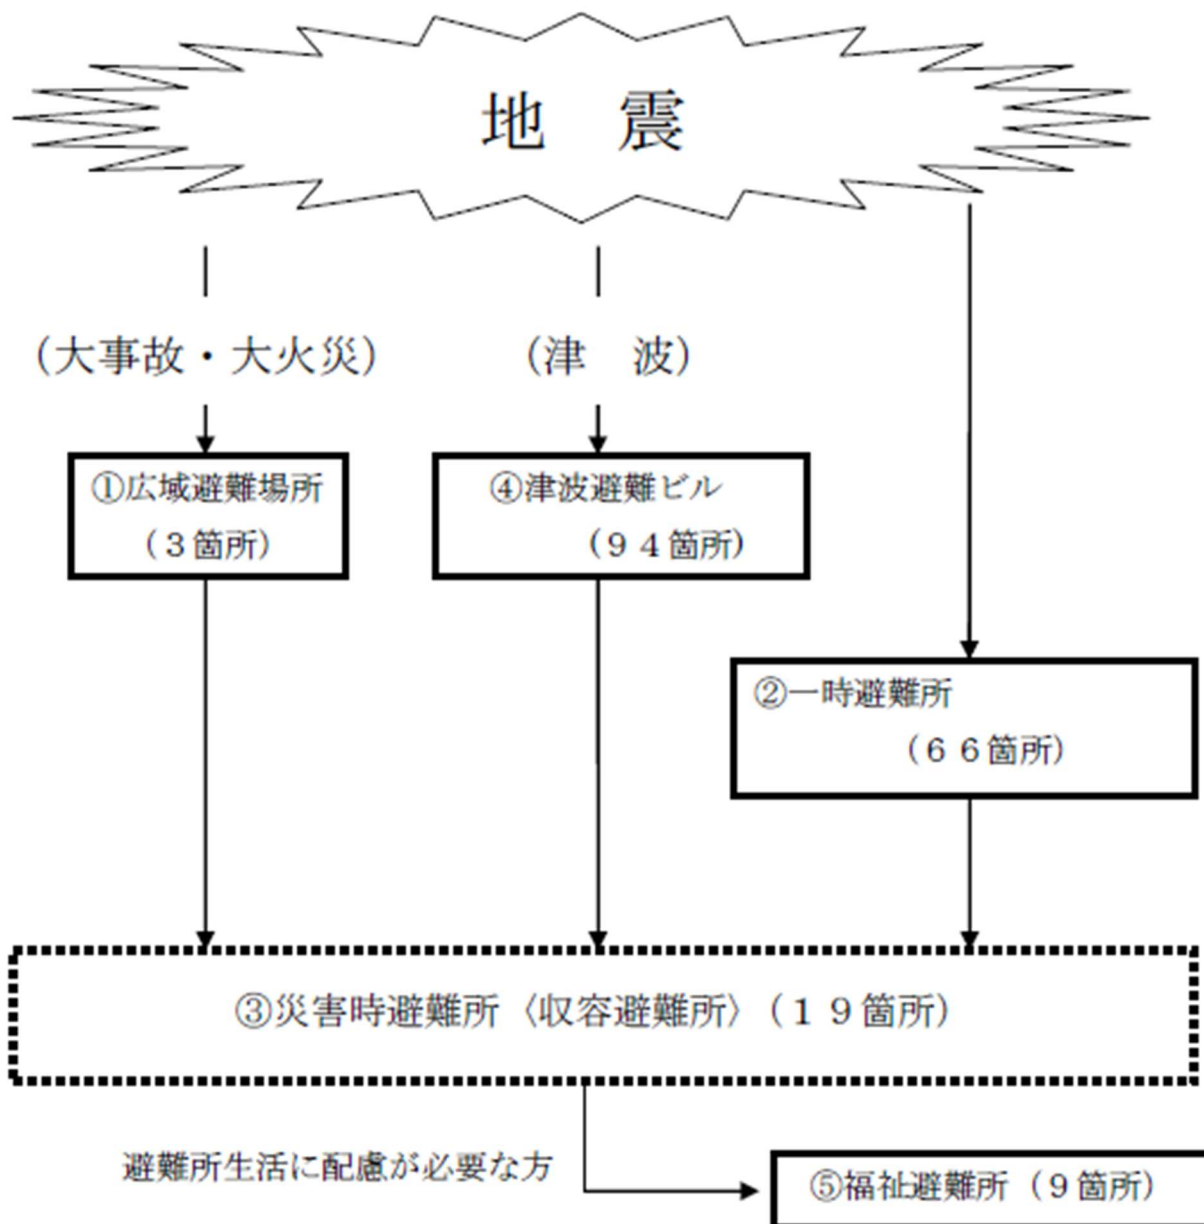 地　震
（大事故・大火災）
（津　波）
①広域避難場所
（３箇所）
④津波避難ビル
（９４箇所）
②一時避難所
（６６箇所）
③災害時避難所〈収容避難所〉（１９箇所）
避難所生活に配慮が必要な方
⑤福祉避難所（９箇所）